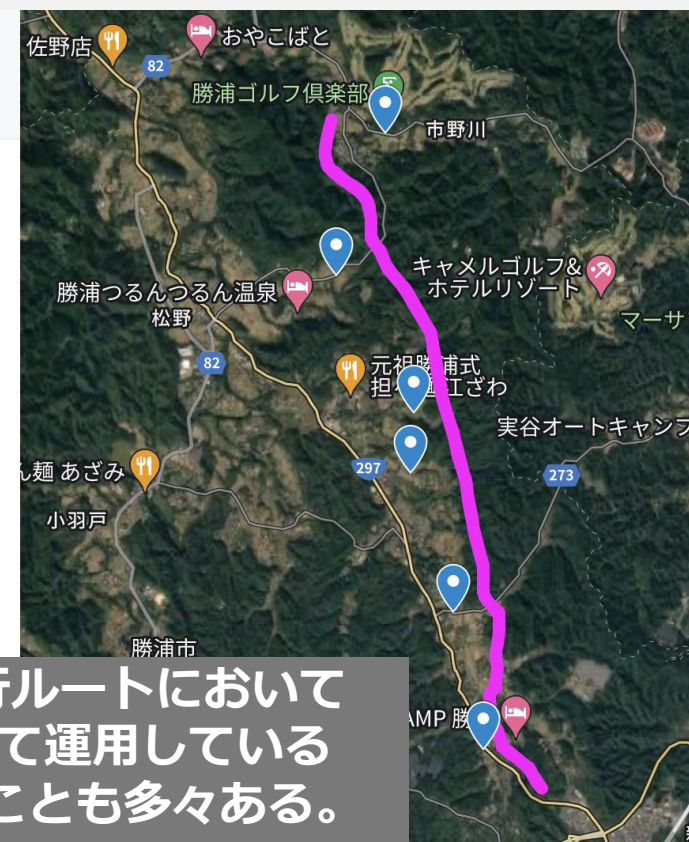 佐野店
おやこばと
82
勝浦ゴルフ倶楽部
市野川
キャメルゴルフ&
ホテルリゾート
勝浦つるんつるん温泉
松野
マーサ
82
元祖勝浦式
担々麺江ざわ
実谷オートキャンプ
ん麺 あざみ
297
273
小羽戸
勝浦市
行ルートにおいて
て運用している
ことも多々ある。
AMP 勝